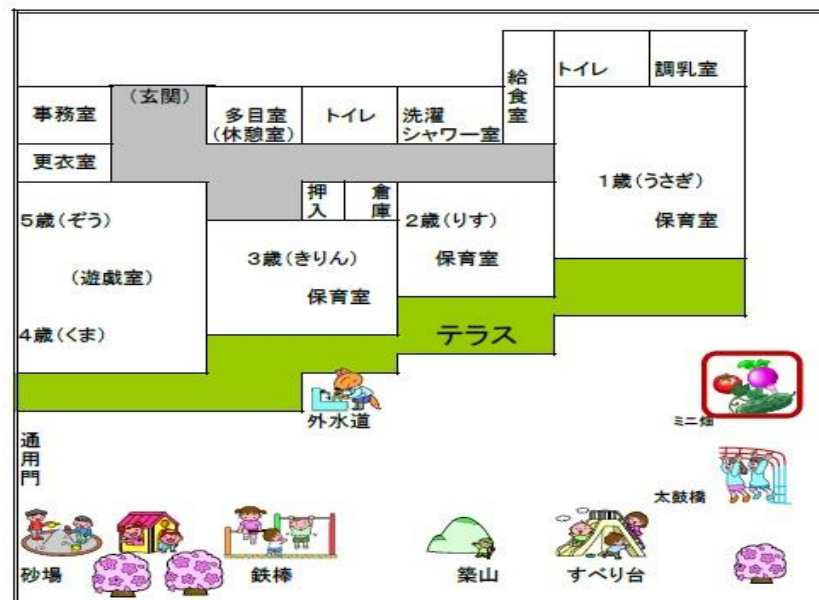 給食室
トイレ
調乳室
事務室
(玄関)
多目室
(休憩室)
トイレ
洗濯
シャワー室
更衣室
押入
倉庫
1歳(うさぎ)
保育室
5歳(ぞう)
(遊戯室)
4歳(くま)
3歳(きりん)
保育室
2歳(りす)
保育室
テラス
外水道
ミニ畑
通用門
太鼓橋
砂場
鉄棒
築山
すべり台